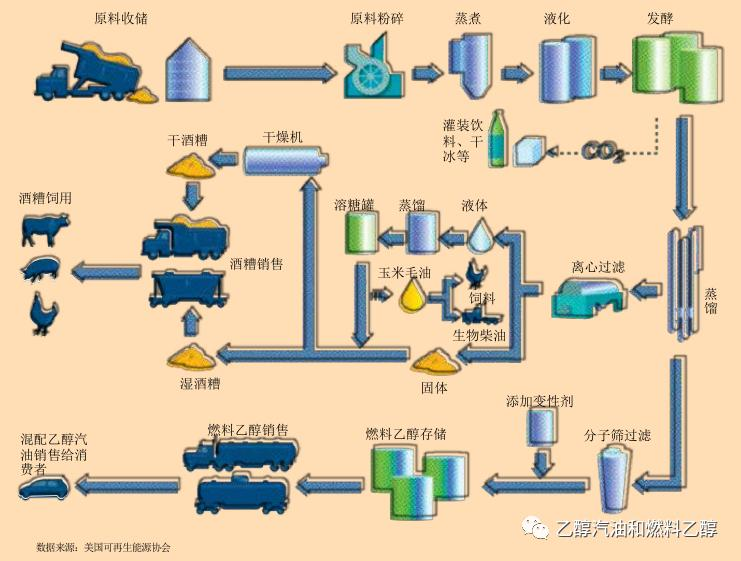 原料收储
原料粉碎
蒸煮
液化
发酵
灌装饮
料、干
冰等
CO₂
干酒糟
干燥机
酒糟饲用
溶糖罐
蒸馏
液体
酒糟销售
玉米毛油
饲料
生物柴油
离心过滤
蒸馏
湿酒糟
固体
添加变性剂
混配乙醇汽
油销售给消
费者
燃料乙醇销售
燃料乙醇存储
分子筛过滤
乙醇汽油和燃料乙醇
数据来源：美国可再生能源协会